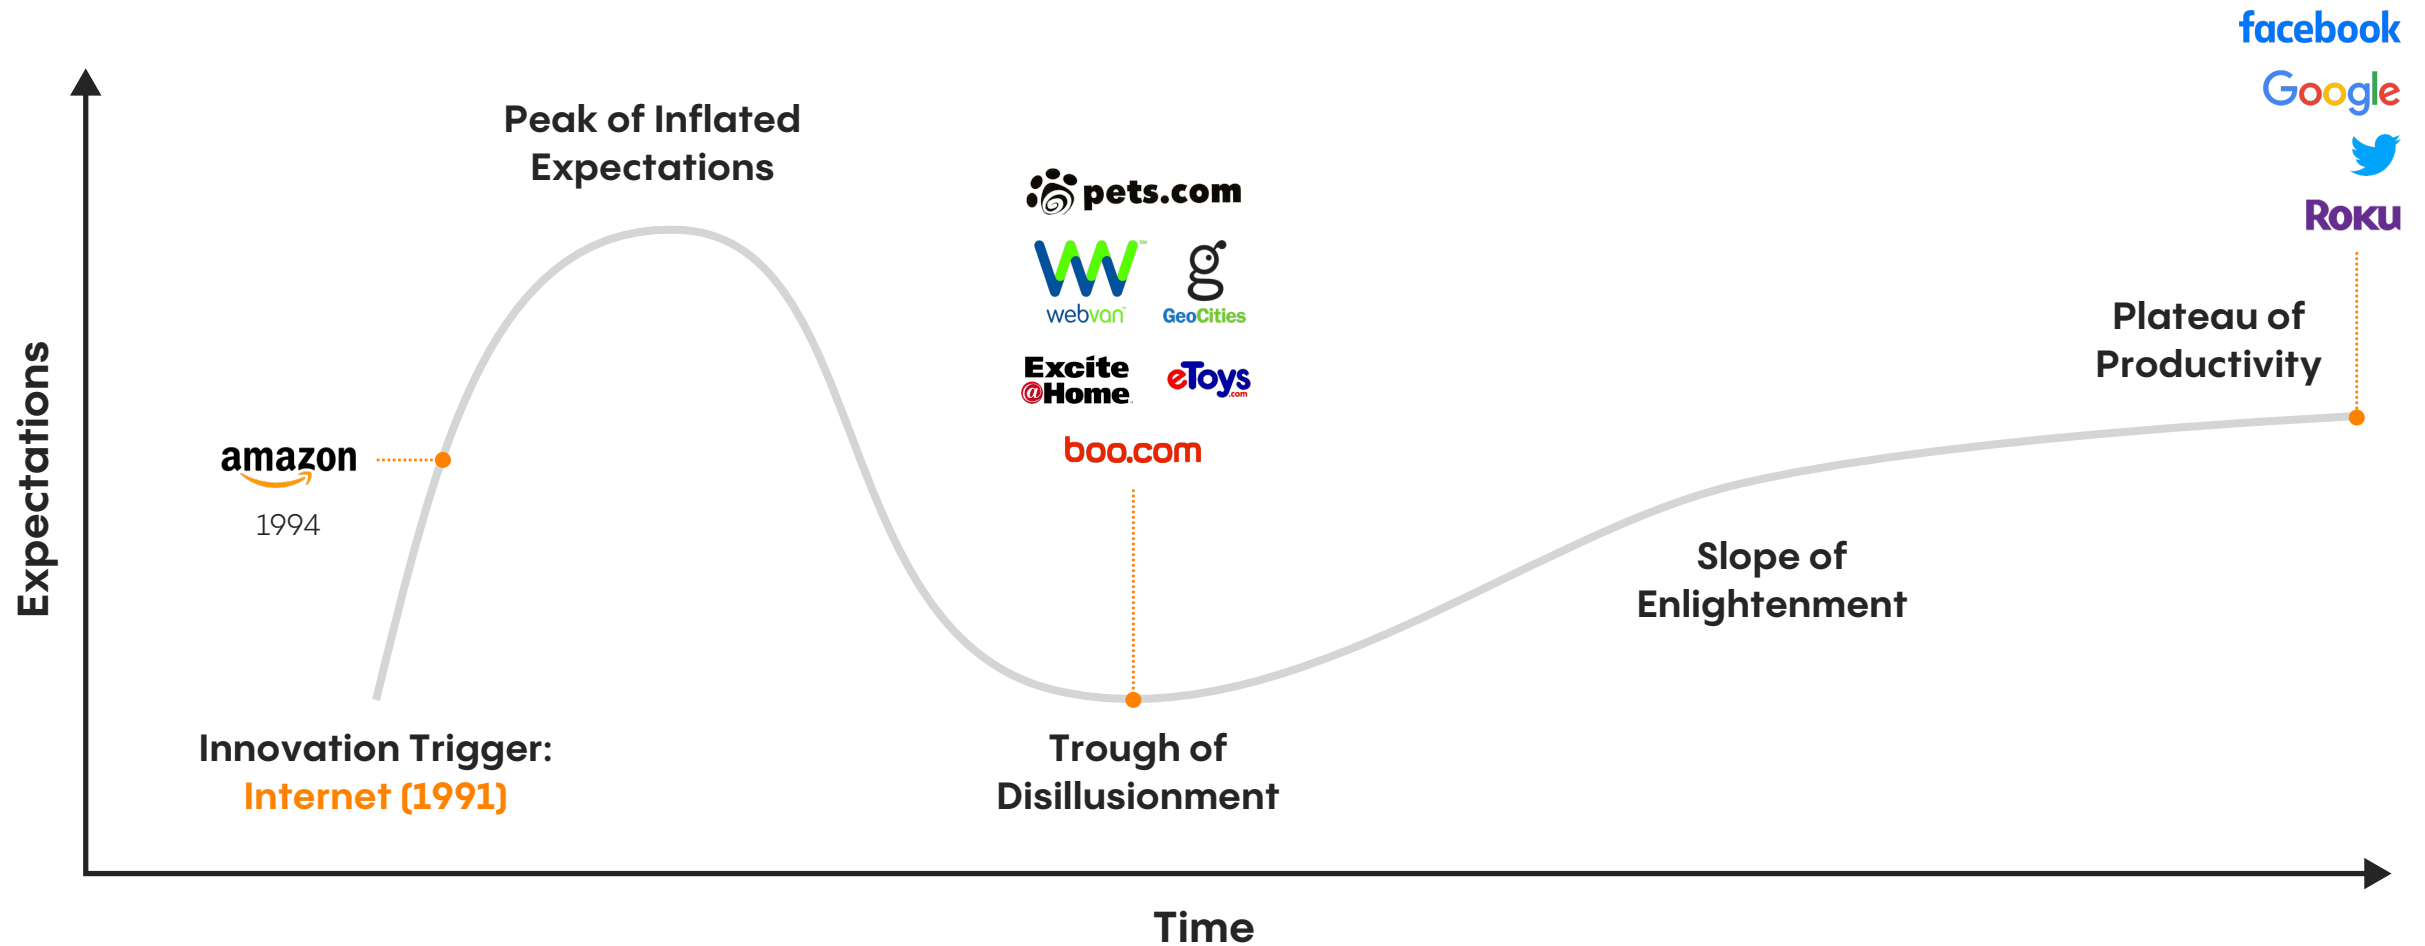 facebook
Google
Roku
Peak of Inflated
Expectations
pets.com
webvan
GeoCities
Excite
@Home
eToys
.com
boo.com
Plateau of
Productivity
Expectations
amazon
1994
Slope of
Enlightenment
Innovation Trigger:
Internet (1991)
Trough of
Disillusionment
Time